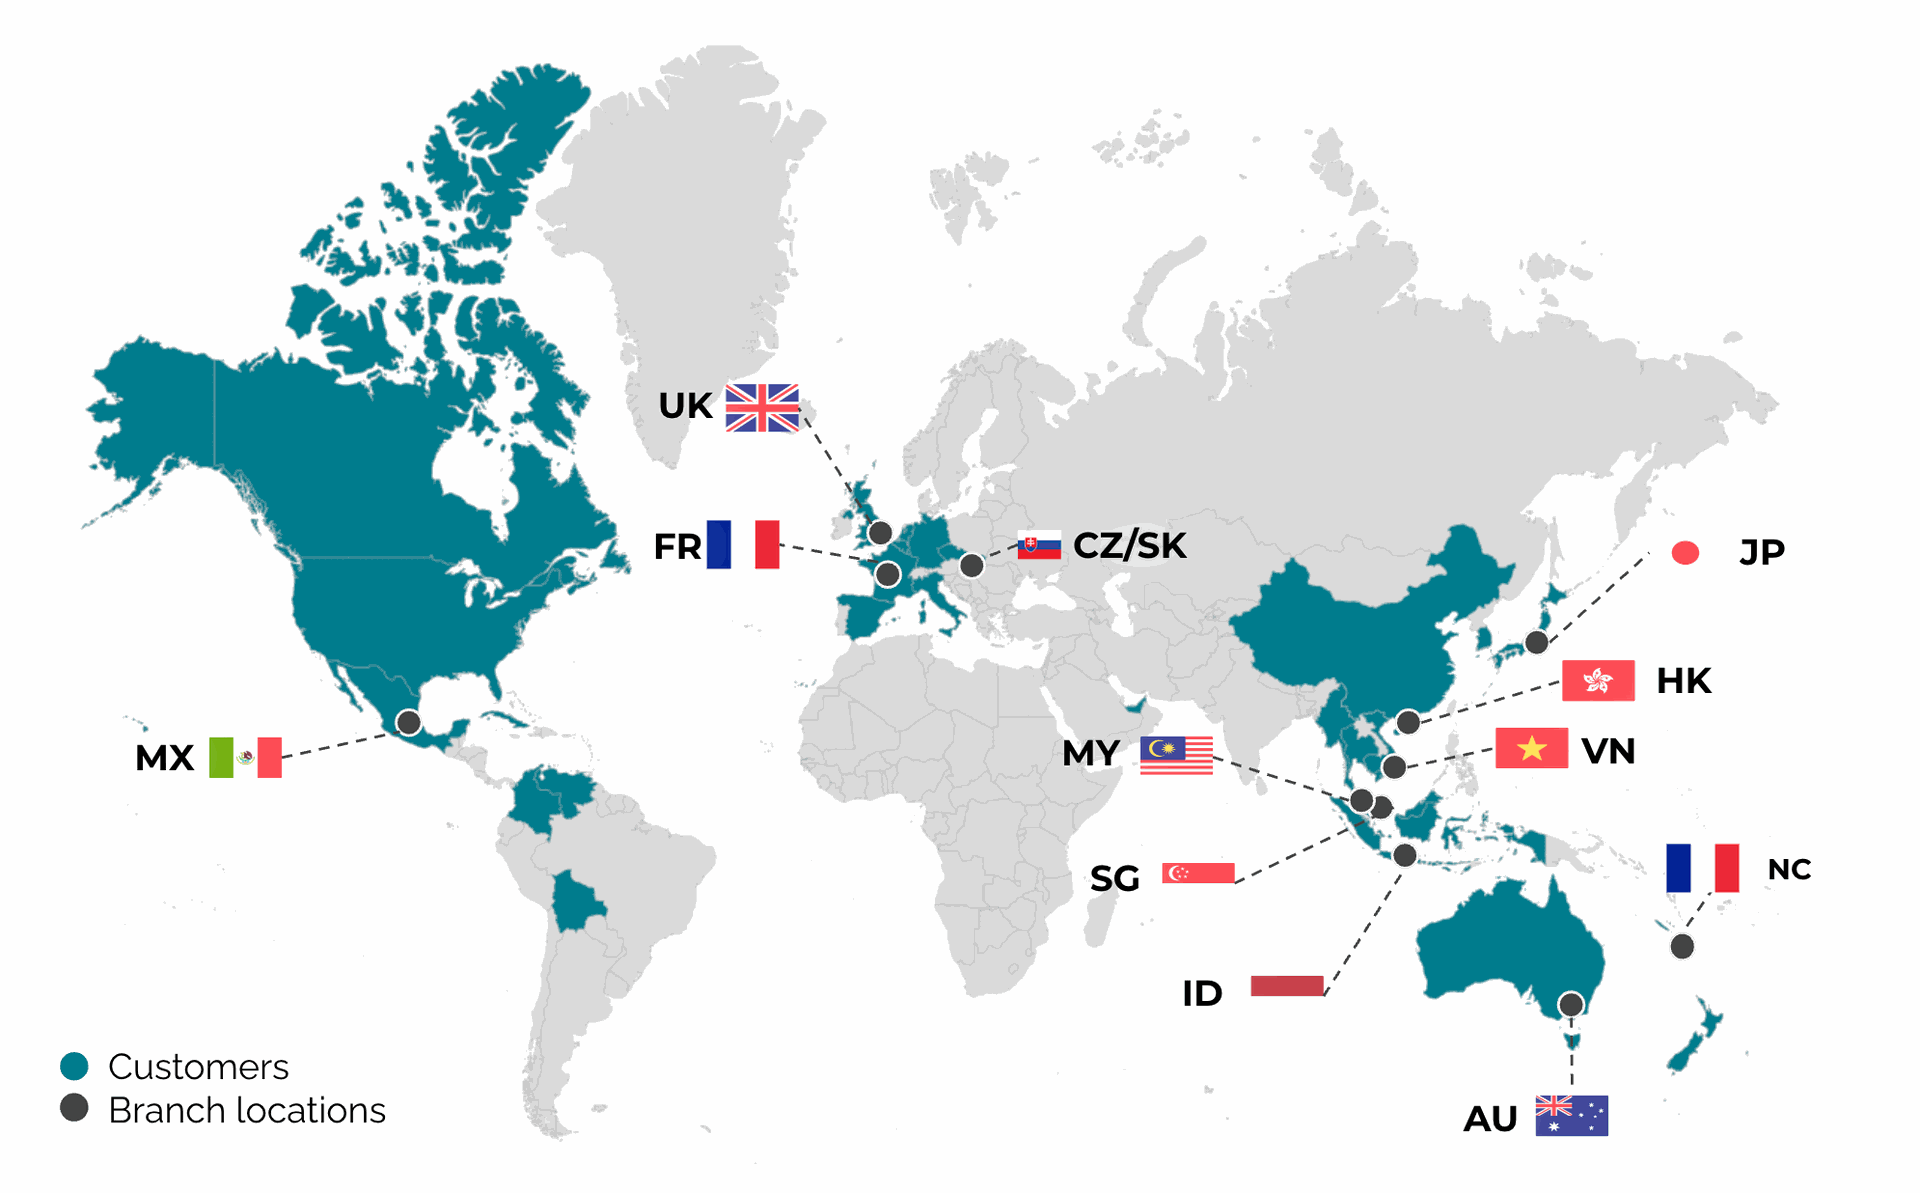 UK
FR
CZ/SK
JP
HK
MX
MY
VN
SG
NC
ID
AU
Customers
Branch locations